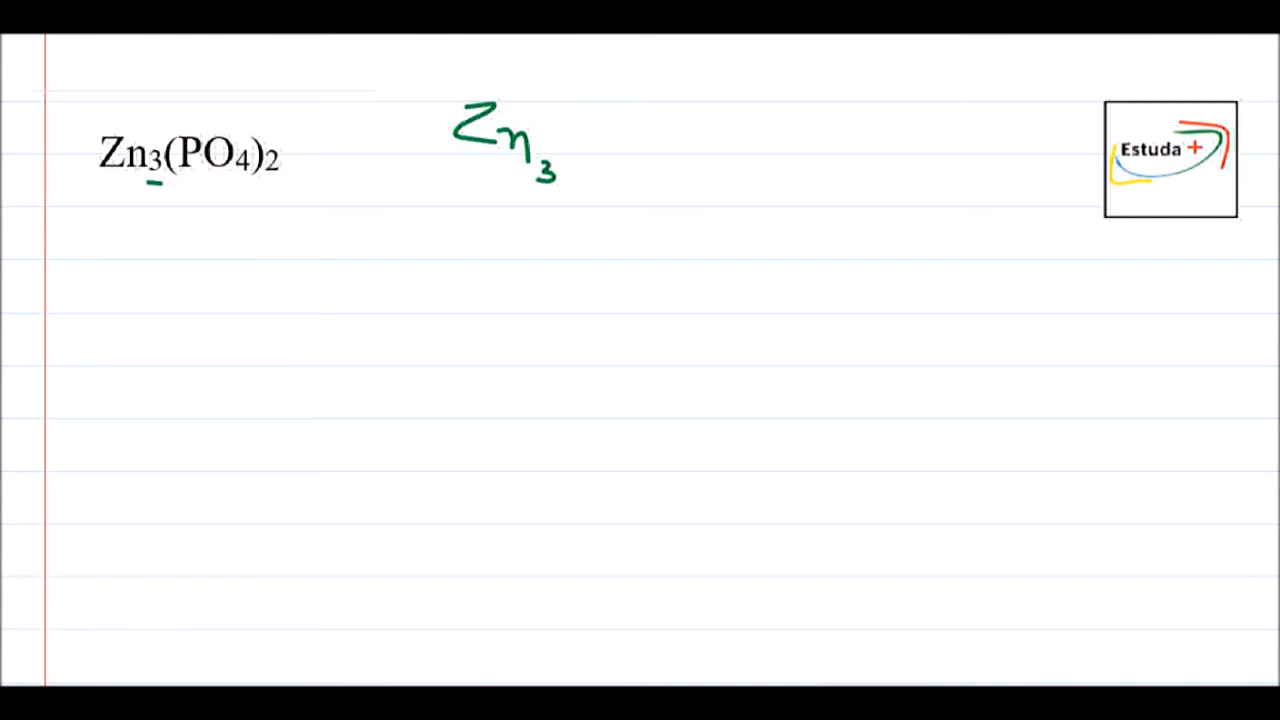 Zn₃(PO₄)₂ Zn₃
Estuda +